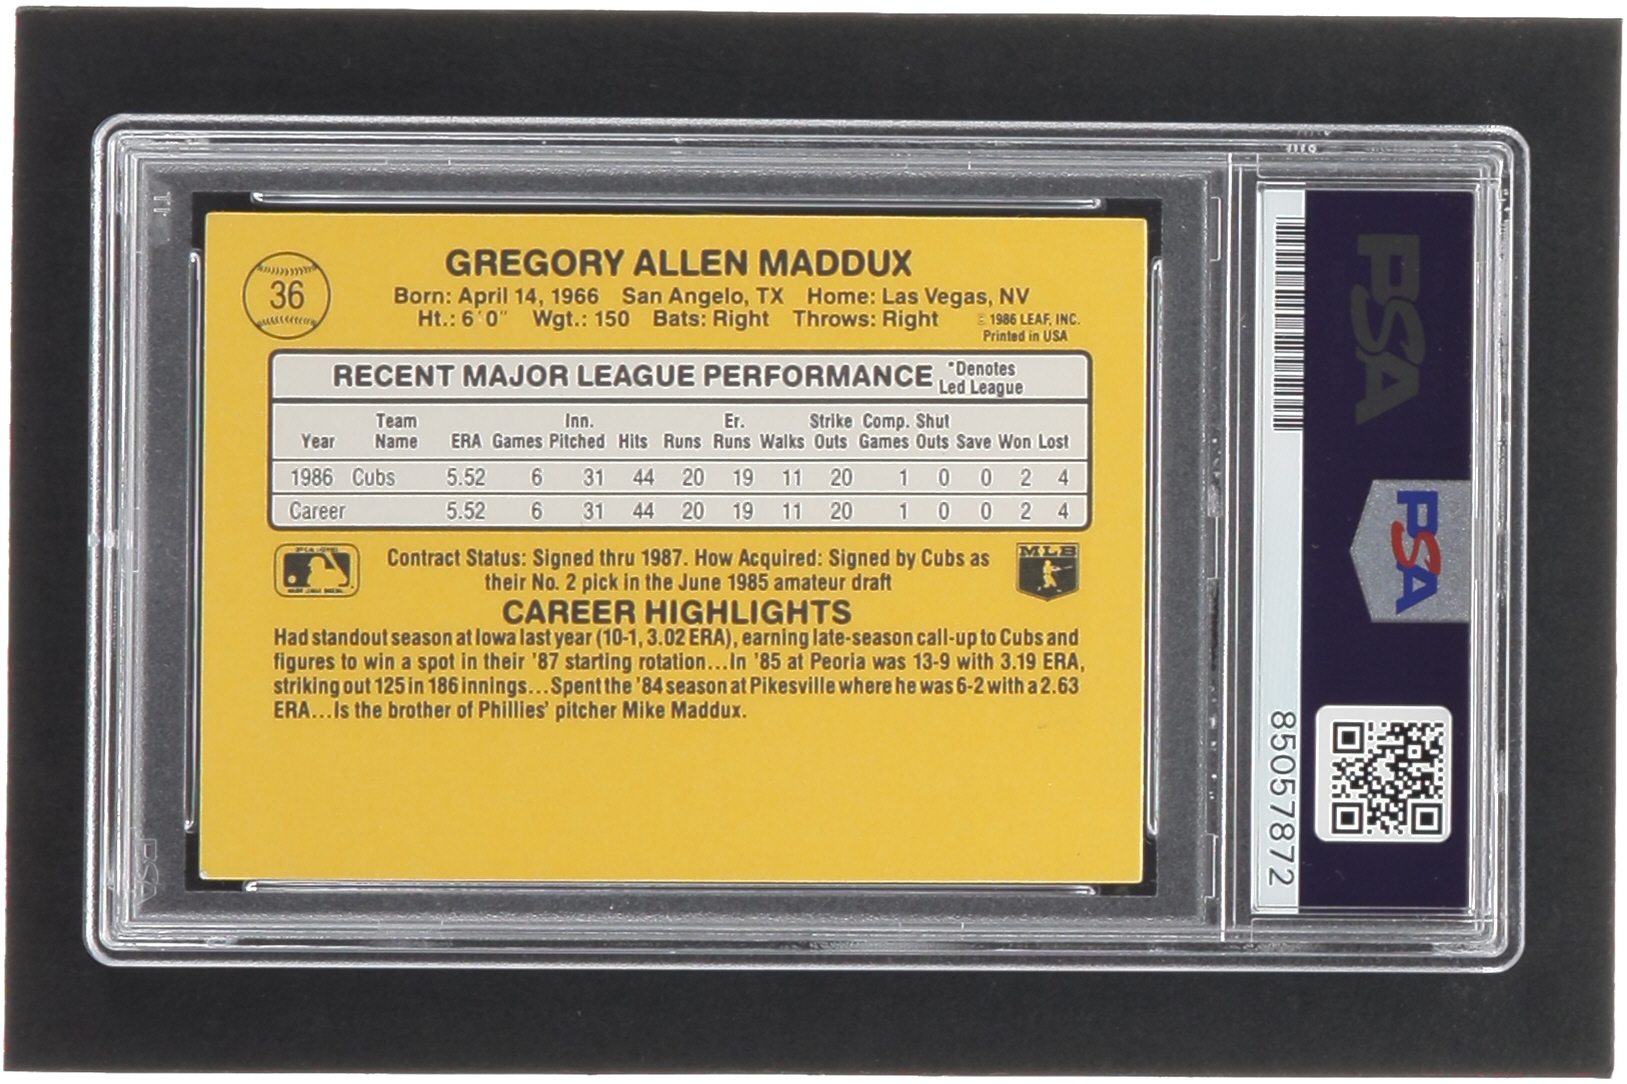 36
GREGORY ALLEN MADDUX
Born: April 14, 1966 San Angelo, TX Home: Las Vegas, NV
Ht.: 6'0" Wgt.: 150 Bats: Right Throws: Right
© 1986 LEAF, INC.
Printed in USA
RECENT MAJOR LEAGUE PERFORMANCE
*Denotes
Led League
Team Inn. Er. Strike Comp. Shut
Year Name ERA Games Pitched Hits Runs Runs Walks Outs Games Outs Save Won Lost
1986 Cubs 5.52 6 31 44 20 19 11 20 1 0 0 2 4
Career 5.52 6 31 44 20 19 11 20 1 0 0 2 4
Contract Status: Signed thru 1987. How Acquired: Signed by Cubs as
their No. 2 pick in the June 1985 amateur draft
MLB
CAREER HIGHLIGHTS
Had standout season at Iowa last year (10-1, 3.02 ERA), earning late-season call-up to Cubs and
figures to win a spot in their '87 starting rotation...In '85 at Peoria was 13-9 with 3.19 ERA,
striking out 125 in 186 innings...Spent the '84 season at Pikesville where he was 6-2 with a 2.63
ERA...Is the brother of Phillies' pitcher Mike Maddux.
PSA
PSA
85057872
PSA